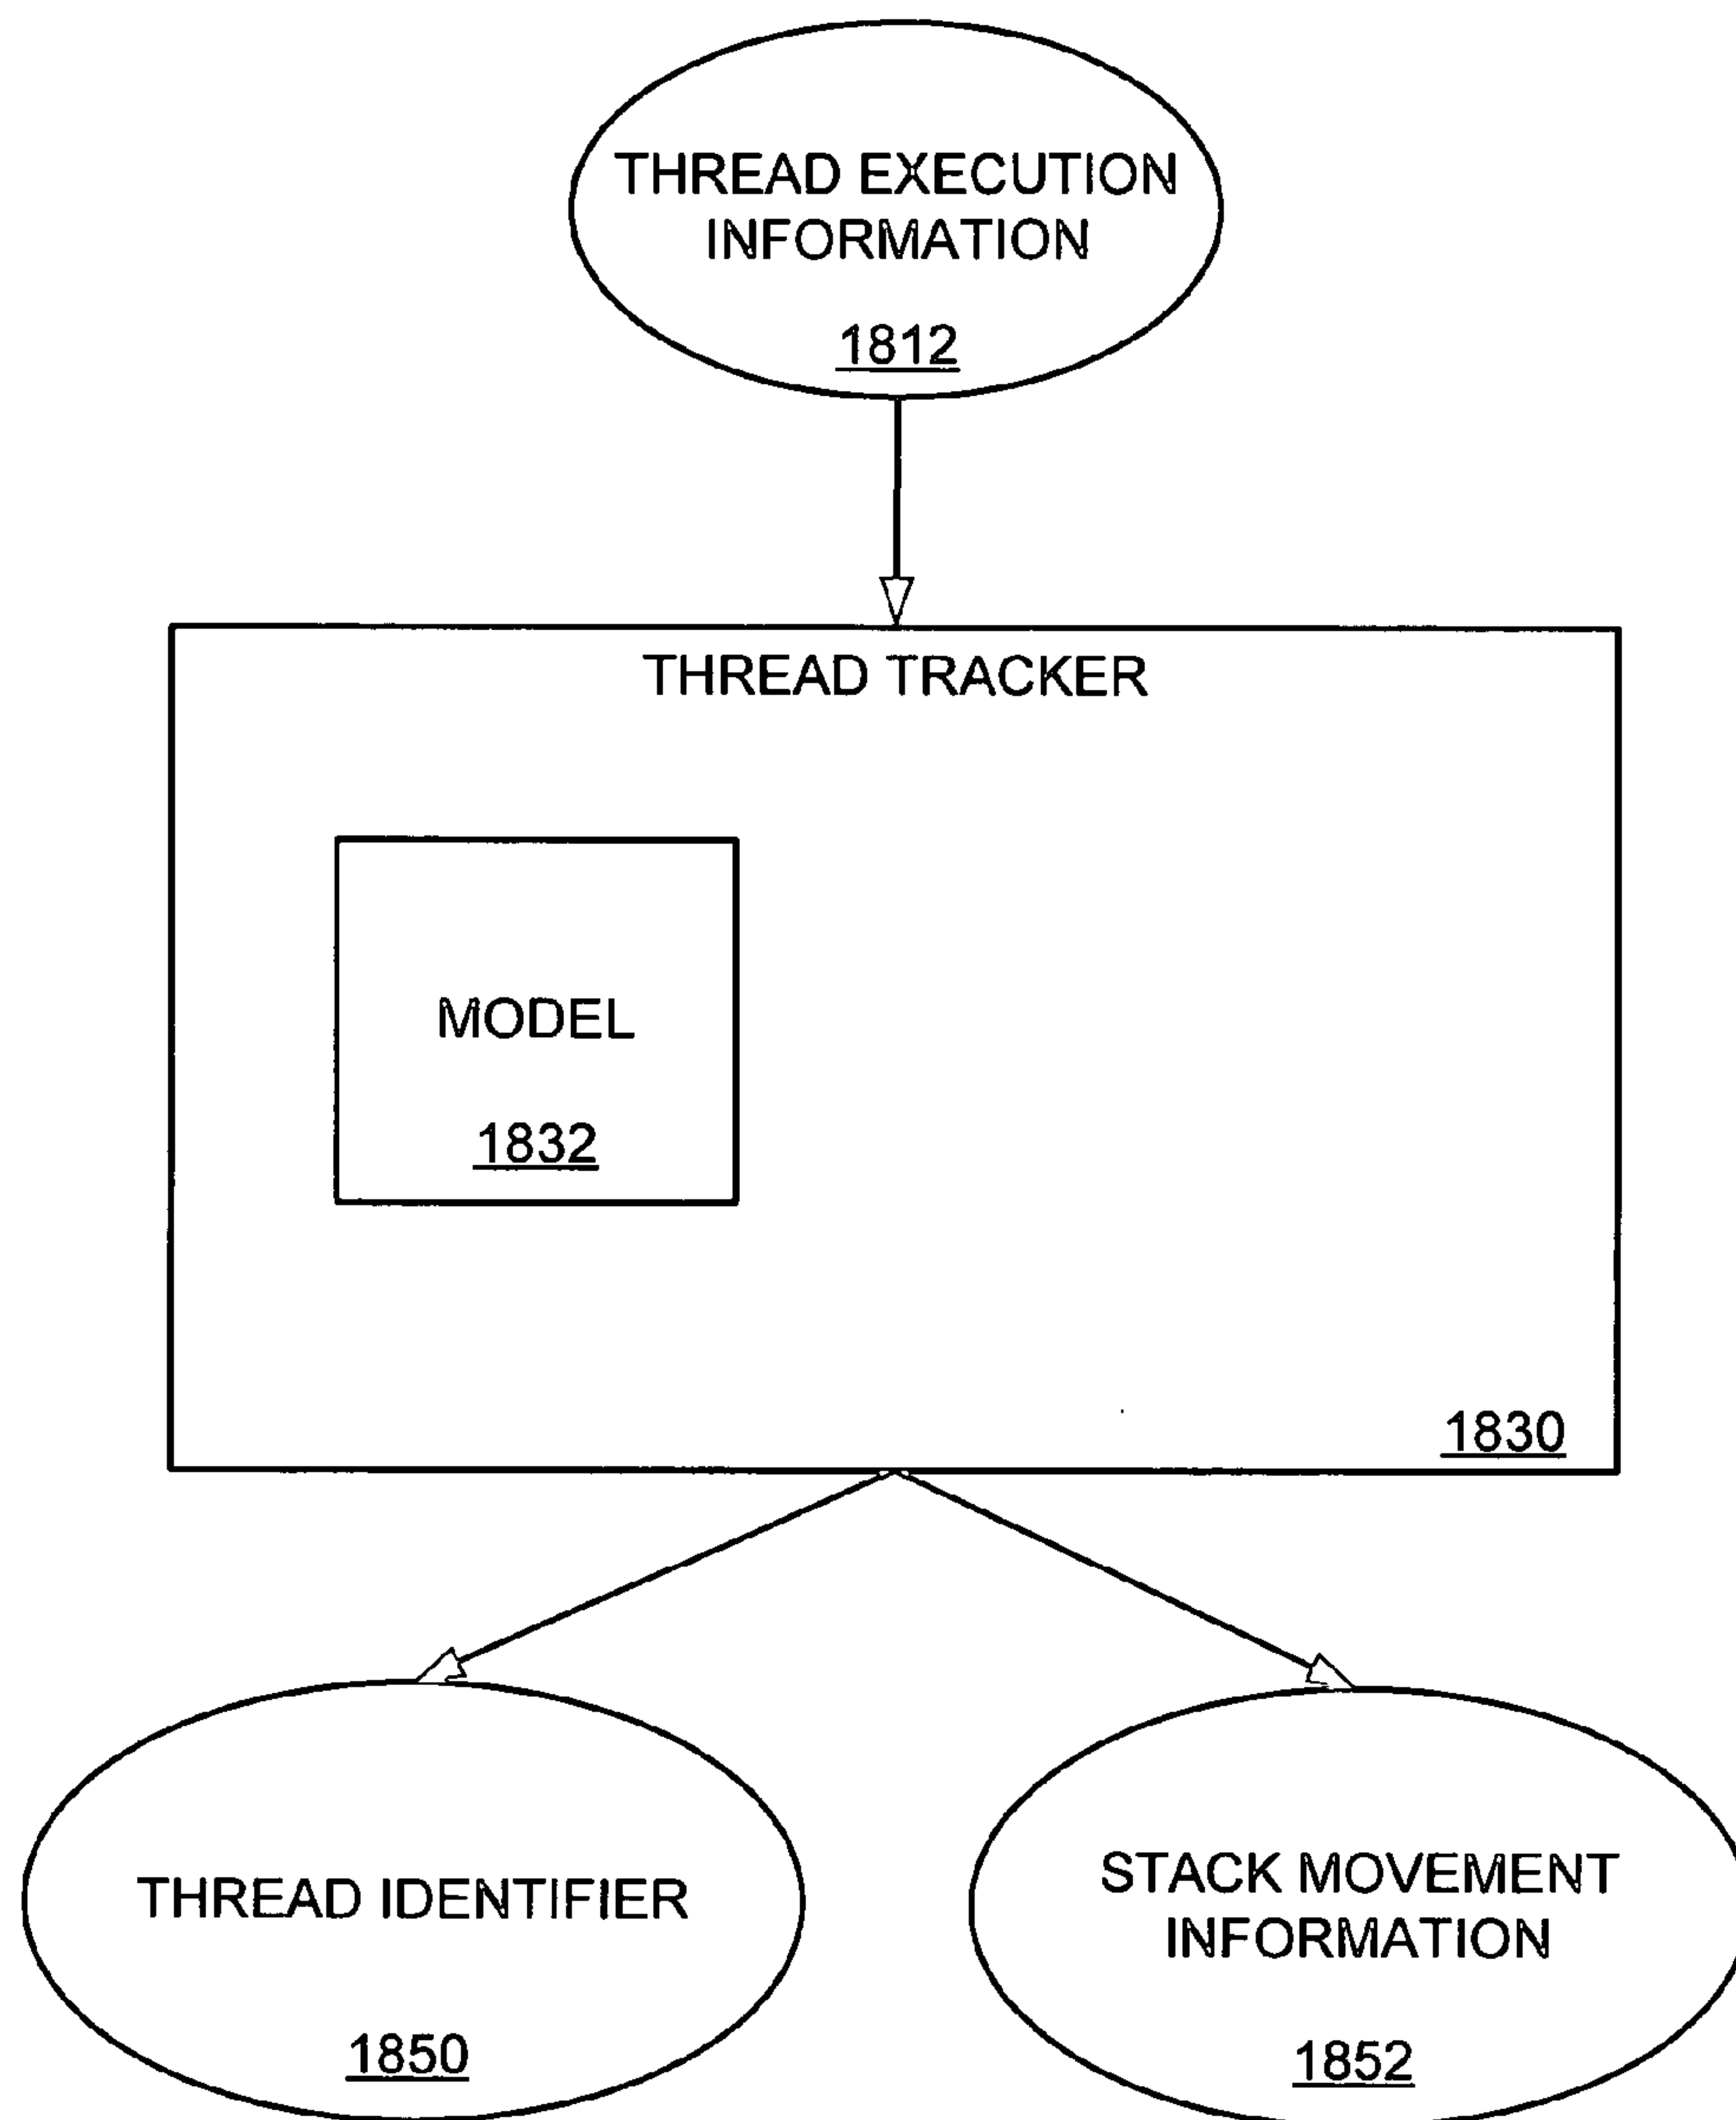 THREAD EXECUTION
INFORMATION
1812
THREAD TRACKER
MODEL
1832
1830
THREAD IDENTIFIER
1850
STACK MOVEMENT
INFORMATION
1852